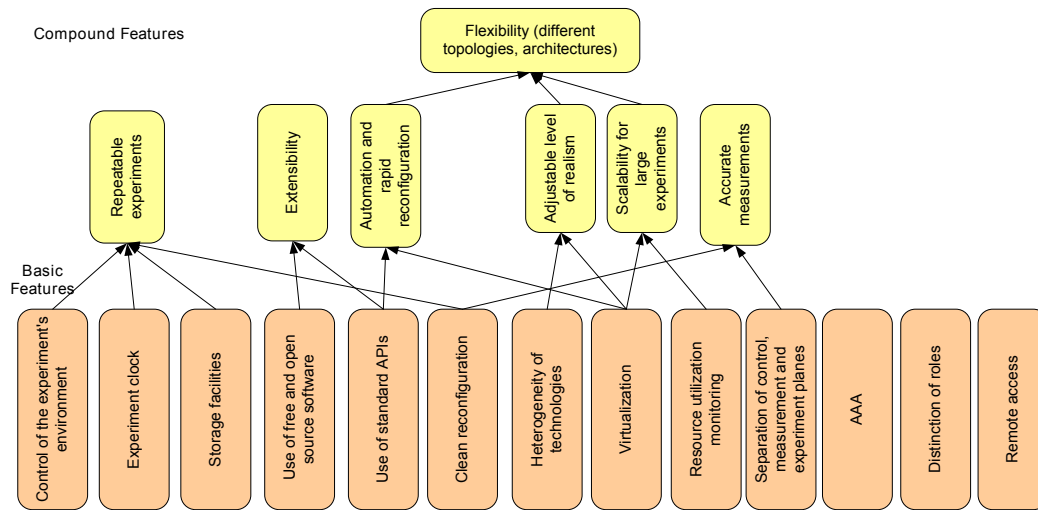 Compound Features
Flexibility (different
topologies, architectures)
Repeatable
experiments
Extensibility
Automation and
rapid
reconfiguration
Adjustable level
of realism
Scalability for
large
experiments
Accurate
measurements
Basic
Features
Control of the experiment's
environment
Experiment clock
Storage facilities
Use of free and open
source software
Use of standard APIs
Clean reconfiguration
Heterogeneity of
technologies
Virtualization
Resource utilization
monitoring
Separation of control,
measurement and
experiment planes
AAA
Distinction of roles
Remote access